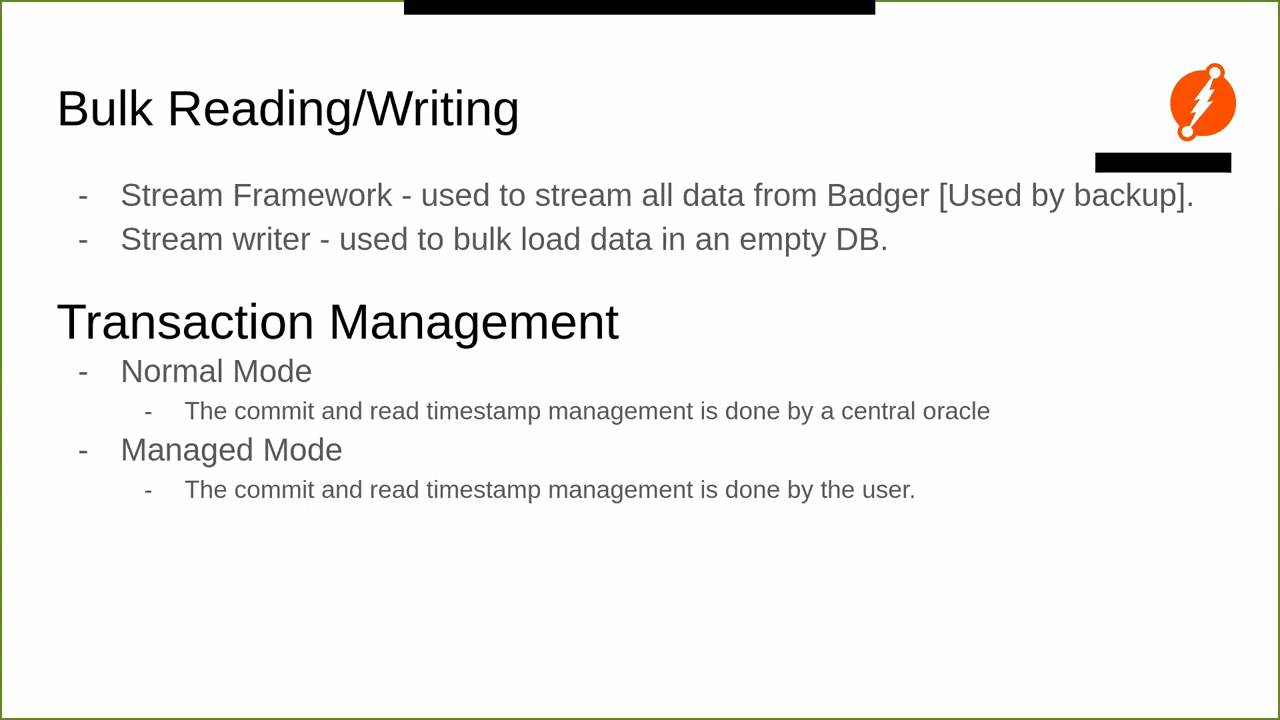 Bulk Reading/Writing
- Stream Framework - used to stream all data from Badger [Used by backup].
- Stream writer - used to bulk load data in an empty DB.
Transaction Management
- Normal Mode
- The commit and read timestamp management is done by a central oracle
- Managed Mode
- The commit and read timestamp management is done by the user.